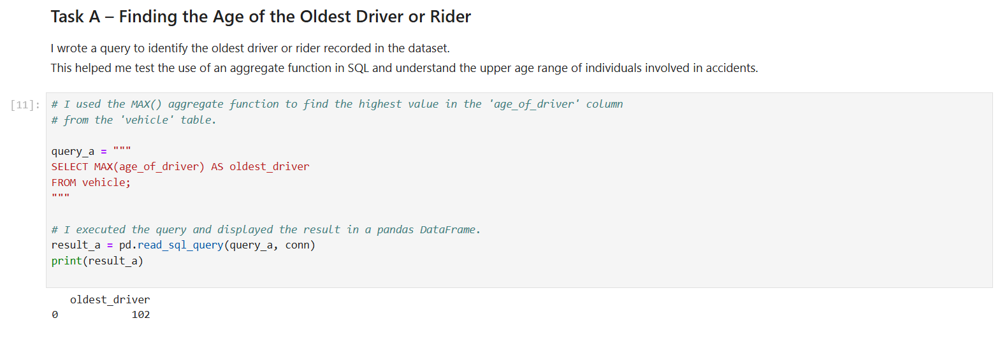 Task A – Finding the Age of the Oldest Driver or Rider
I wrote a query to identify the oldest driver or rider recorded in the dataset.
This helped me test the use of an aggregate function in SQL and understand the upper age range of individuals involved in accidents.
[11]:
# I used the MAX() aggregate function to find the highest value in the 'age_of_driver' column
# from the 'vehicle' table.
query_a = """
SELECT MAX(age_of_driver) AS oldest_driver
FROM vehicle;
"""
# I executed the query and displayed the result in a pandas DataFrame.
result_a = pd.read_sql_query(query_a, conn)
print(result_a)
oldest_driver
0 102